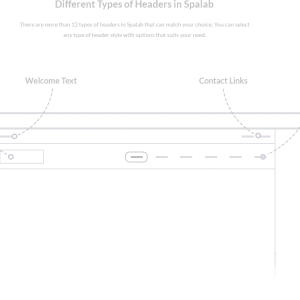 Different Types of Headers in Spalab
There are more than 12 types of headers in Spalab that can match your choice. You can select
any type of header style with options that suits your need.
Welcome Text
Contact Links